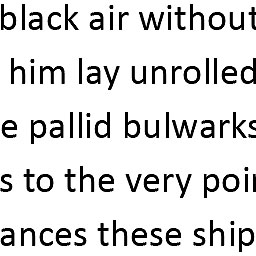 black air without
him lay unrolled
e pallid bulwarks
s to the very poi
ances these ship